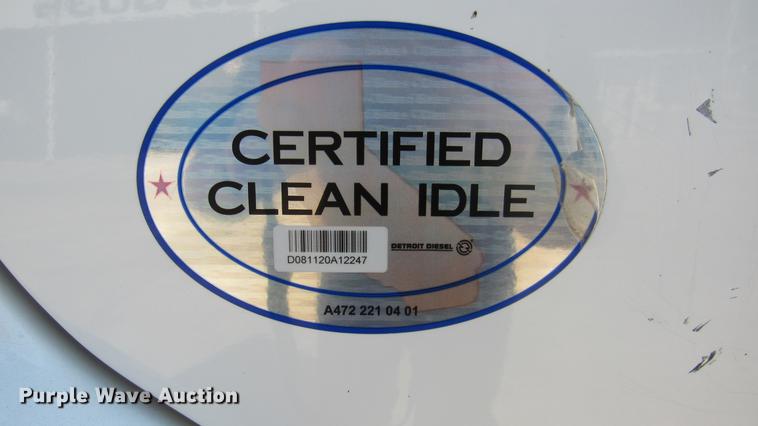 CERTIFIED
CLEAN IDLE
D081120A12247
DETROIT DIESEL
A472 221 04 01
Purple Wave Auction